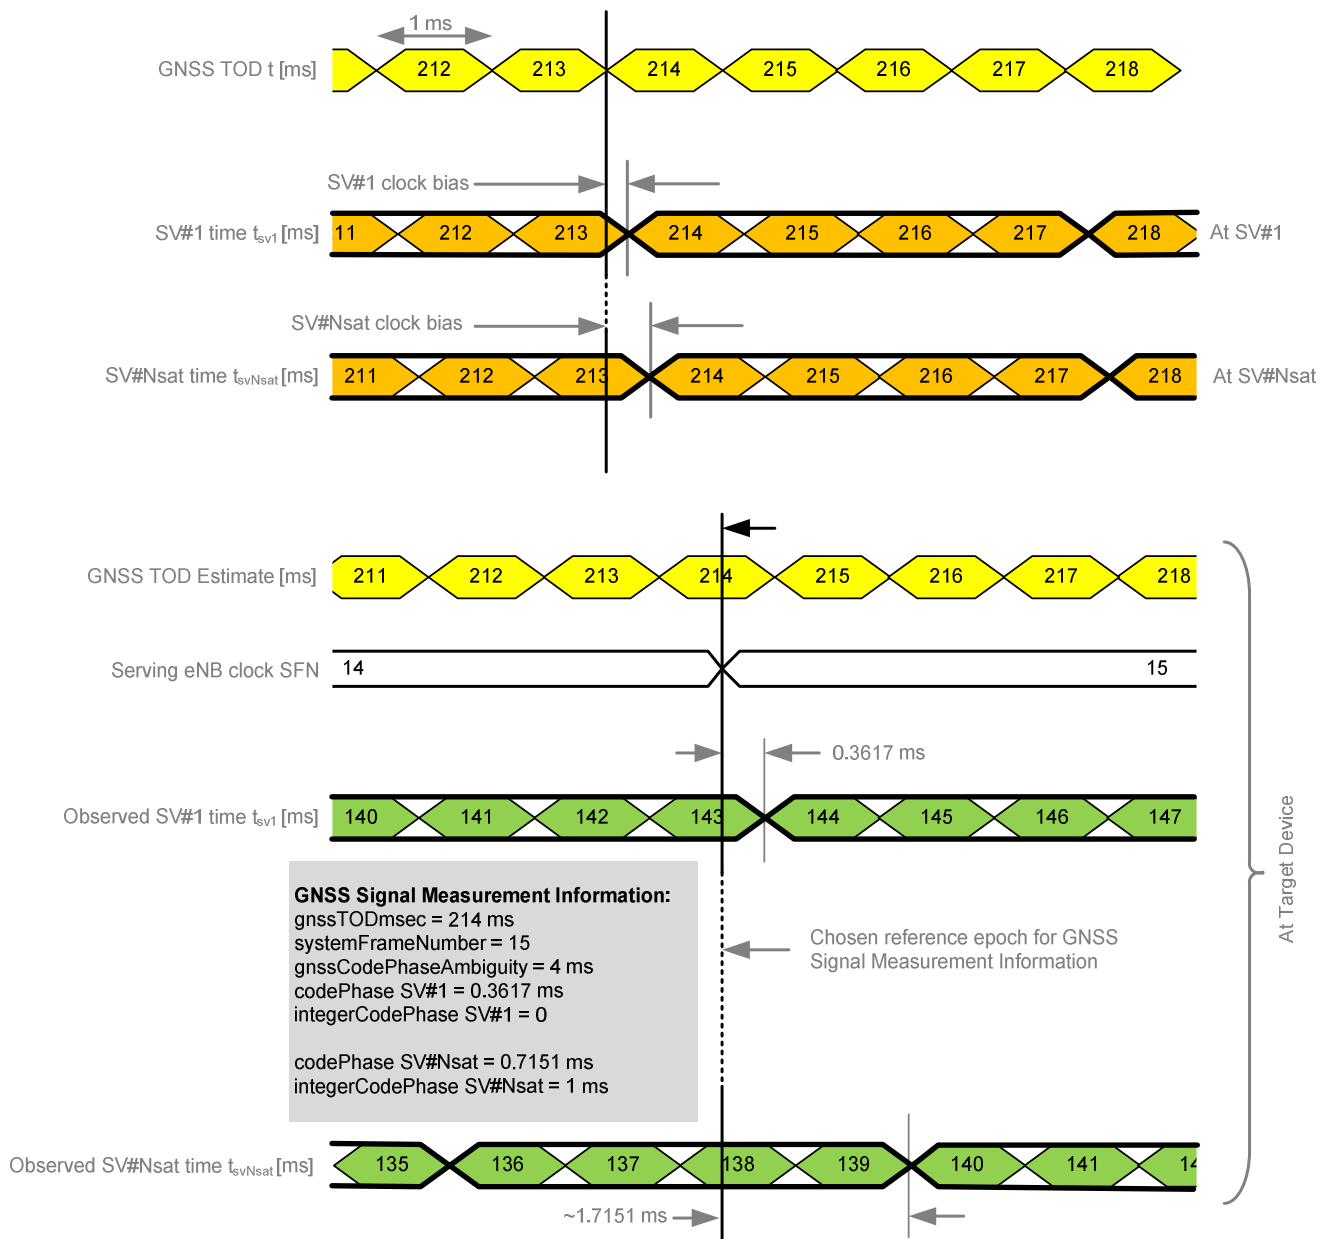 1 ms
GNSS TOD t [ms] 212 213 214 215 216 217 218
SV#1 clock bias
SV#1 time tsv1 [ms] 11 212 213 214 215 216 217 218 At SV#1
SV#Nsat clock bias
SV#Nsat time tsvNsat [ms] 211 212 213 214 215 216 217 218 At SV#Nsat
GNSS TOD Estimate [ms] 211 212 213 214 215 216 217 218
Serving eNB clock SFN 14 15
0.3617 ms
Observed SV#1 time tsv1 [ms] 140 141 142 143 144 145 146 147
At Target Device
GNSS Signal Measurement Information:
gnssTODmsec = 214 ms
systemFrameNumber = 15
gnssCodePhaseAmbiguity = 4 ms
codePhase SV#1 = 0.3617 ms
integerCodePhase SV#1 = 0
codePhase SV#Nsat = 0.7151 ms
integerCodePhase SV#Nsat = 1 ms
Chosen reference epoch for GNSS
Signal Measurement Information
Observed SV#Nsat time tsvNsat [ms] 135 136 137 138 139 140 141
~1.7151 ms